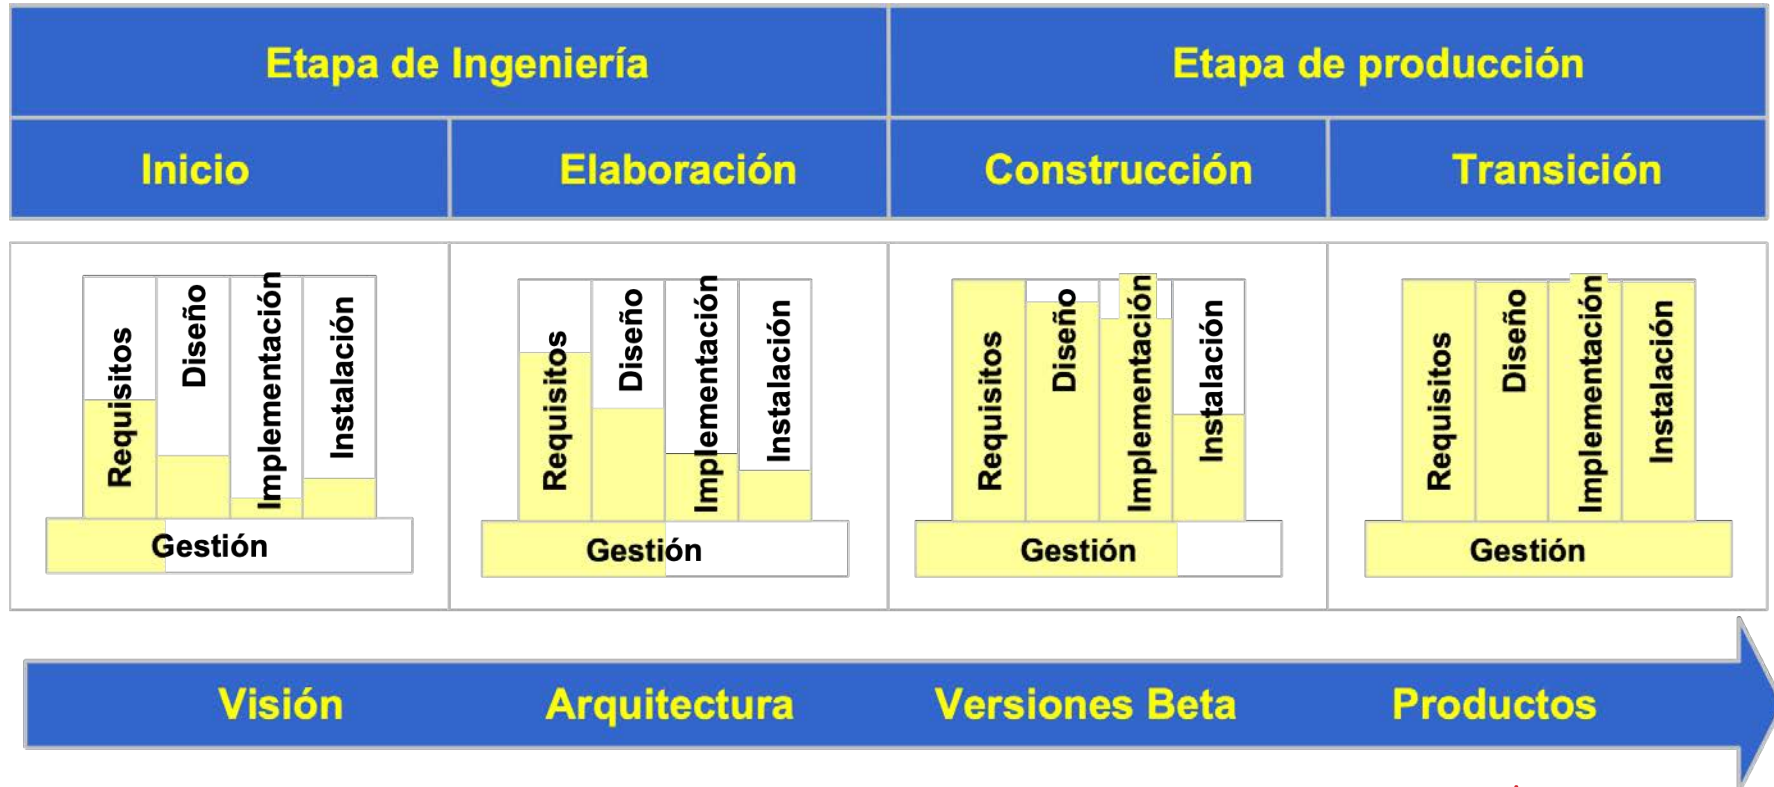 Etapa de Ingeniería
Etapa de producción
Inicio
Elaboración
Construcción
Transición
Requisitos
Diseño
Implementación
Instalación
Gestión
Requisitos
Diseño
Implementación
Instalación
Gestión
Requisitos
Diseño
Implementación
Instalación
Gestión
Requisitos
Diseño
Implementación
Instalación
Gestión
Visión
Arquitectura
Versiones Beta
Productos